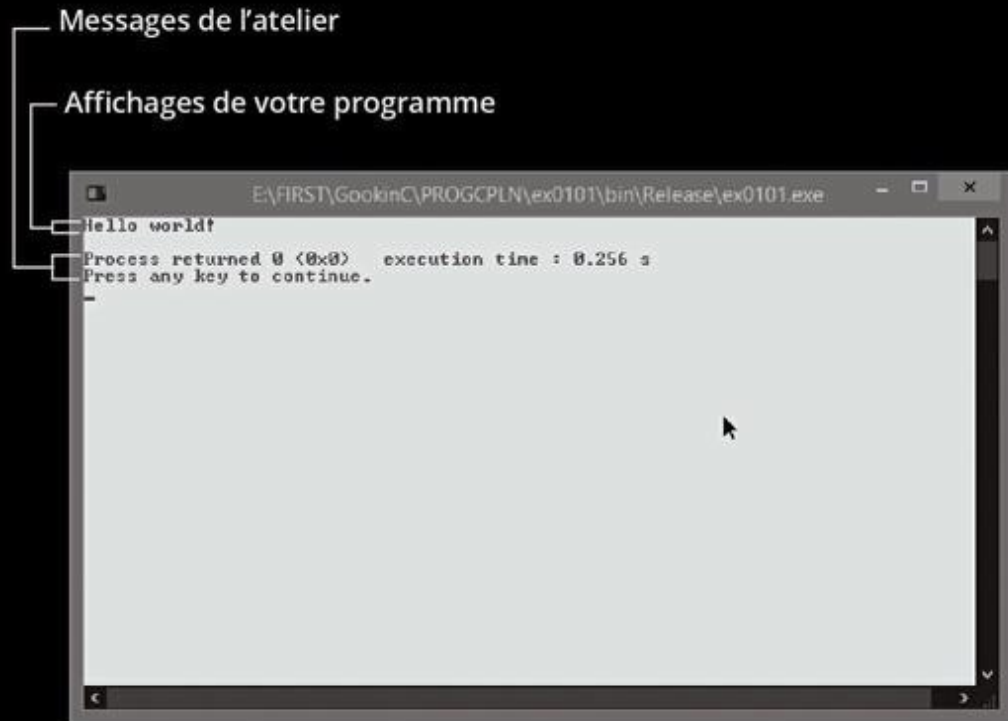 Messages de l’atelier
Affichages de votre programme
E:\FIRST\GookinC\PROGCPLN\ex0101\bin\Release\ex0101.exe
Hello world!
Process returned 0 (0x0)   execution time : 0.256 s
Press any key to continue.